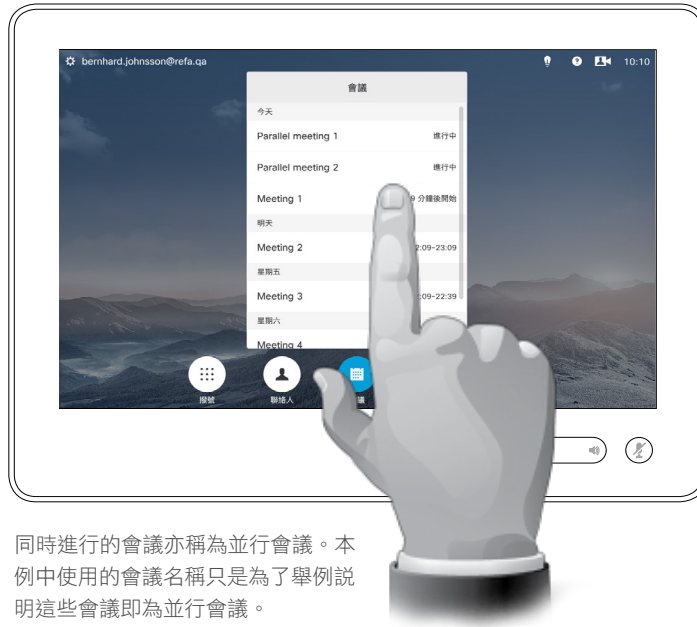 bernhard.johnsson@refa.qa 10:10
會議
今天
Parallel meeting 1 進行中
Parallel meeting 2 進行中
Meeting 1 分鐘後開始
明天
Meeting 2 2:09-23:09
星期五
Meeting 3 :09-22:39
星期六
Meeting 4
撥號 聯絡人 議
同時進行的會議亦稱為並行會議。本
例中使用的會議名稱只是為了舉例説
明這些會議即為並行會議。